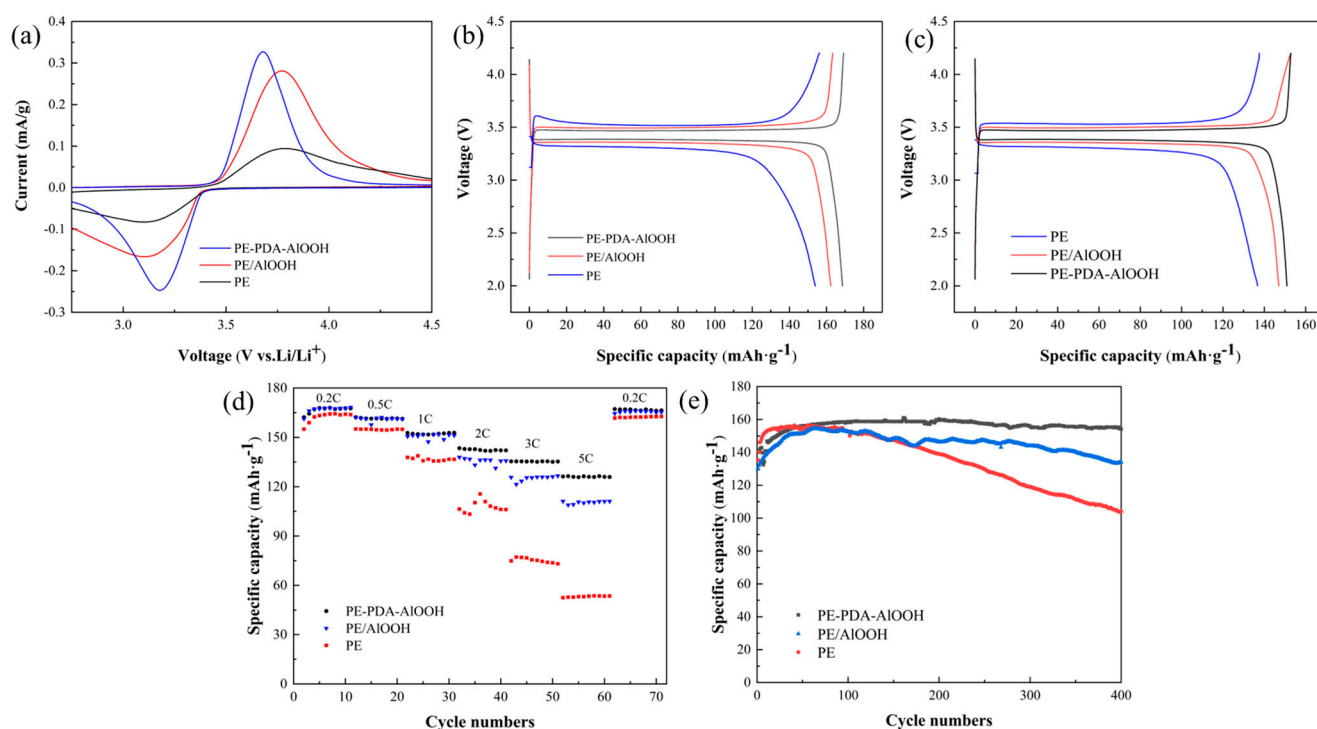 (a)
0.4
0.3
0.2
0.1
0.0
-0.1
-0.2
-0.3
Current (mA/g)
PE-PDA-AlOOH
PE/AlOOH
PE
3.0 3.5 4.0 4.5
Voltage (V vs.Li/Li+)
(b)
4.5
4.0
3.5
3.0
2.5
2.0
Voltage (V)
PE-PDA-AlOOH
PE/AlOOH
PE
0 20 40 60 80 100 120 140 160 180
Specific capacity (mAh·g-1)
(c)
4.5
4.0
3.5
3.0
2.5
2.0
Voltage (V)
PE
PE/AlOOH
PE-PDA-AlOOH
0 20 40 60 80 100 120 140 160
Specific capacity (mAh·g-1)
(d)
180
150
120
90
60
30
0
Specific capacity (mAh·g-1)
0.2C 0.5C 1C 2C 3C 5C 0.2C
PE-PDA-AlOOH
PE/AlOOH
PE
0 10 20 30 40 50 60 70
Cycle numbers
(e)
180
160
140
120
100
80
60
40
20
0
Specific capacity (mAh·g-1)
PE-PDA-AlOOH
PE/AlOOH
PE
0 100 200 300 400
Cycle numbers